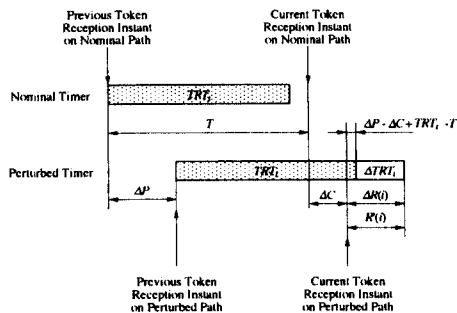 Previous Token
Reception Instant
on Nominal Path
Current Token
Reception Instant
on Nominal Path
Nominal Timer
TRTᵢ
T
ΔP - ΔC + TRTᵢ - T
Perturbed Timer
TRTᵢ
ΔTRTᵢ
ΔP
ΔC
ΔR(i)
R'(i)
Previous Token
Reception Instant
on Perturbed Path
Current Token
Reception Instant
on Perturbed Path